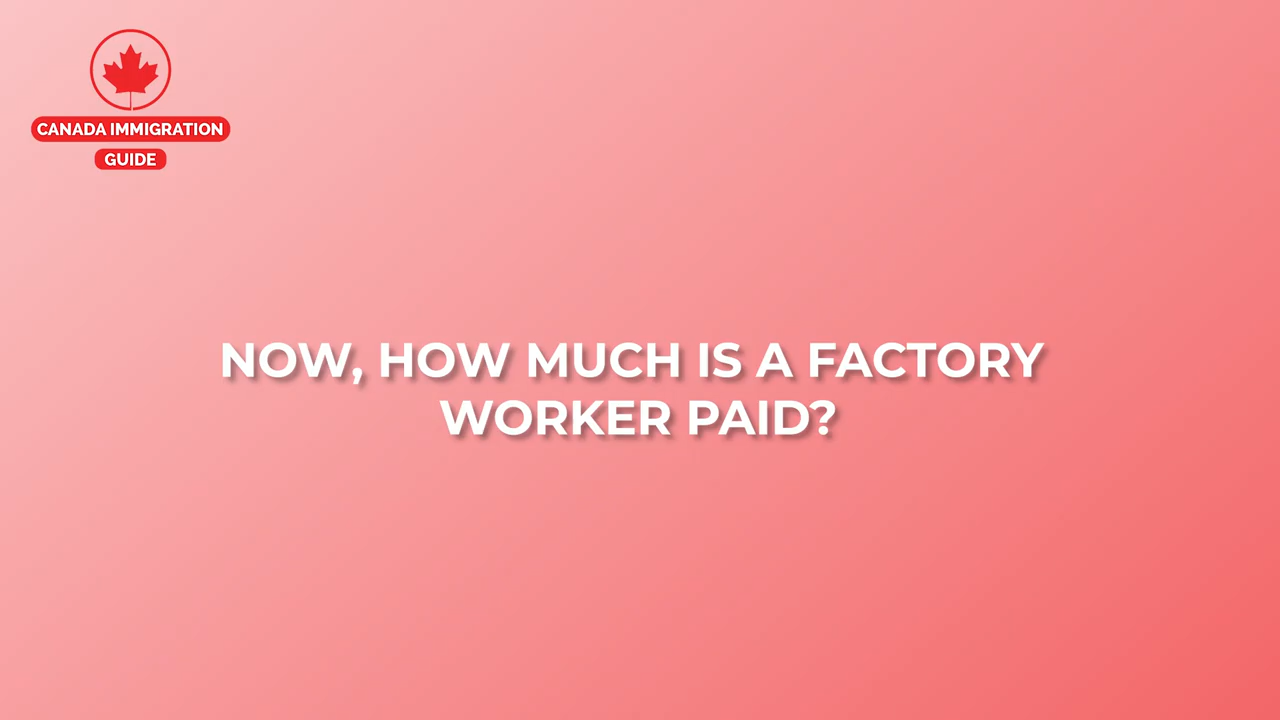 CANADA IMMIGRATION
GUIDE
NOW, HOW MUCH IS A FACTORY
WORKER PAID?